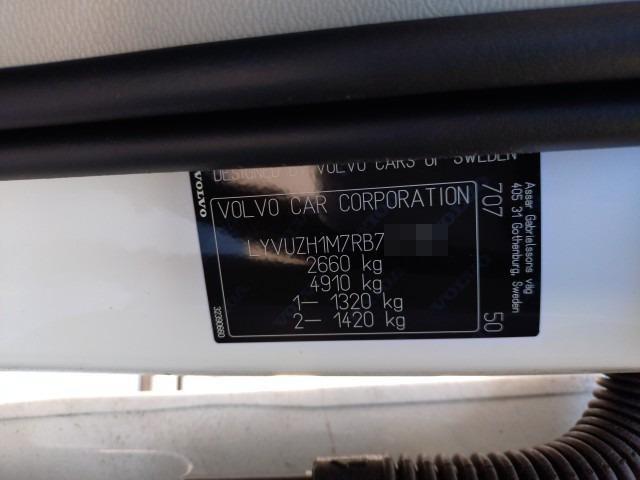 DESIGNED BY VOLVO CARS OF SWEDEN
VOLVO
VOLVO CAR CORPORATION
LYVUZH1M7RB7
2660 kg
4910 kg
1– 1320 kg
2– 1420 kg
32390660
707
50
Assar Gabrielssons väg
405 31 Gothenburg, Sweden